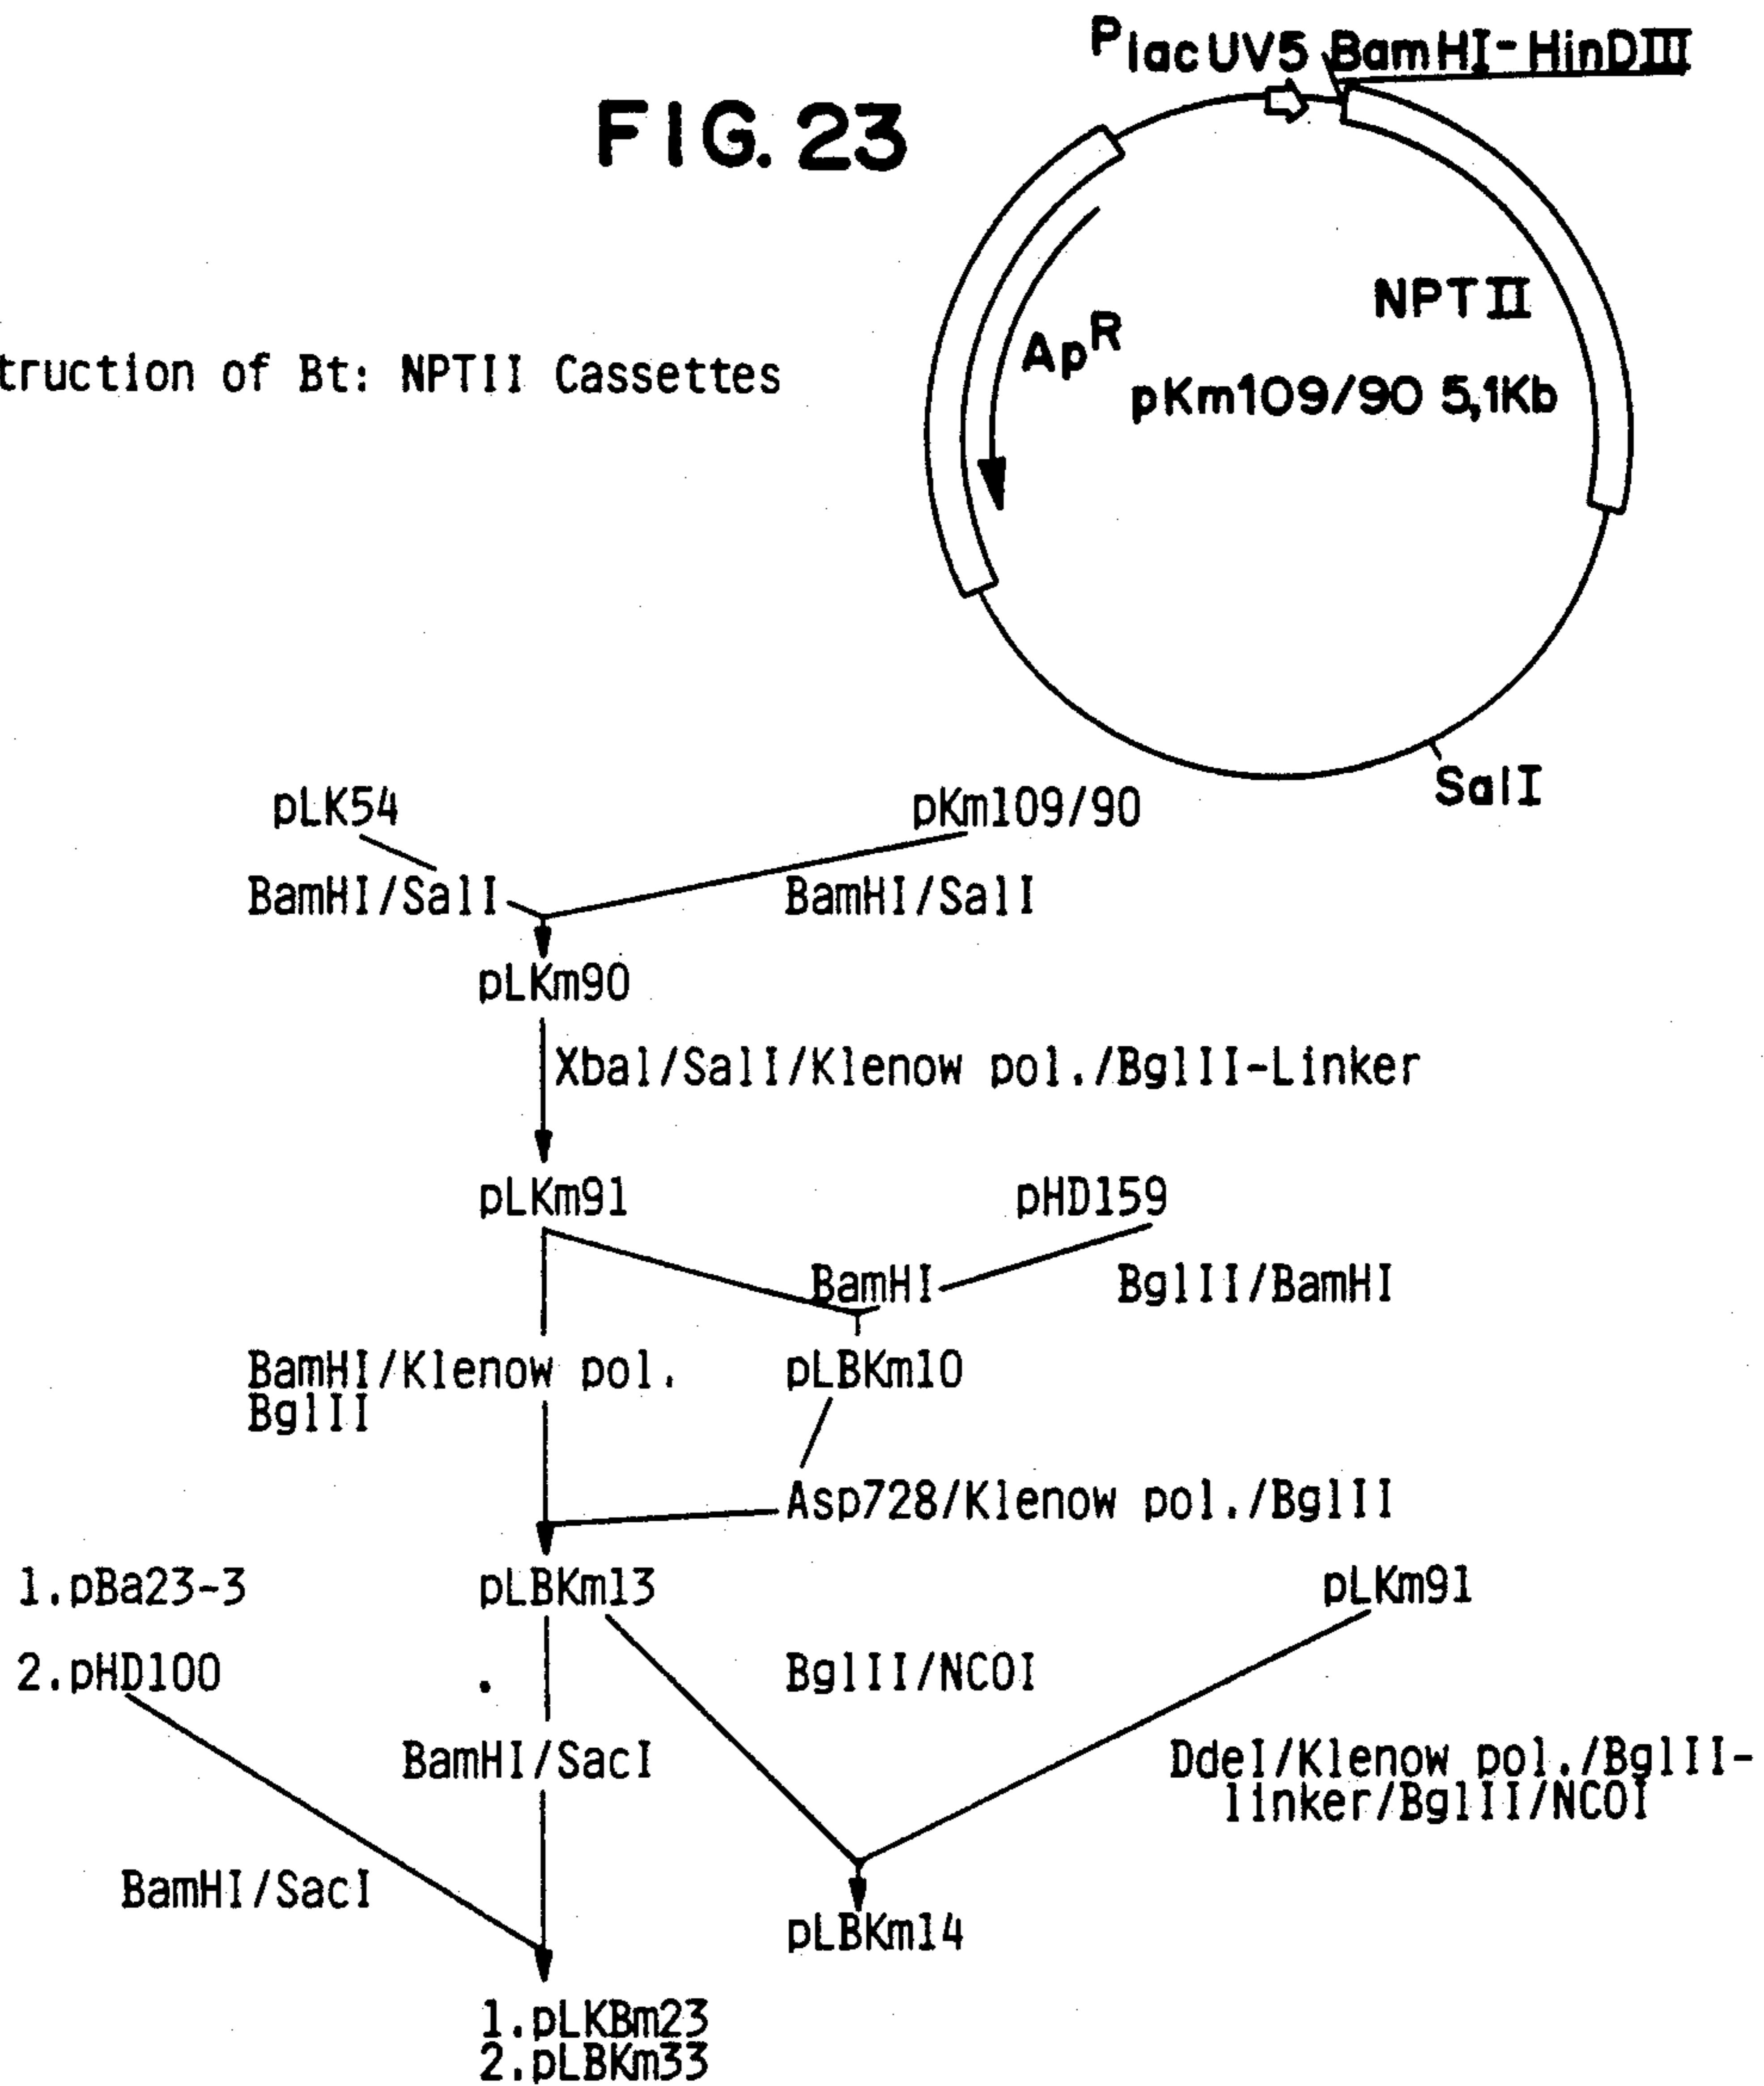 P lac UV5 BamHI-HinDIII
FIG. 23
NPTII
ApR
truction of Bt: NPTII Cassettes
pKm109/90 5,1Kb
SalI
pLK54
pKm109/90
BamHI/SalI
BamHI/SalI
pLKm90
XbaI/SalI/Klenow pol./BglII-Linker
pLKm91
pHD159
BamHI
BglII/BamHI
BamHI/Klenow pol.
BglII
pLBKm10
Asp728/Klenow pol./BglII
1.pBa23-3
pLBKm13
pLKm91
2.pHD100
BglII/NCOI
BamHI/SacI
DdeI/Klenow pol./BglII-
linker/BglII/NCOI
BamHI/SacI
pLBKm14
1.pLKBm23
2.pLBKm33